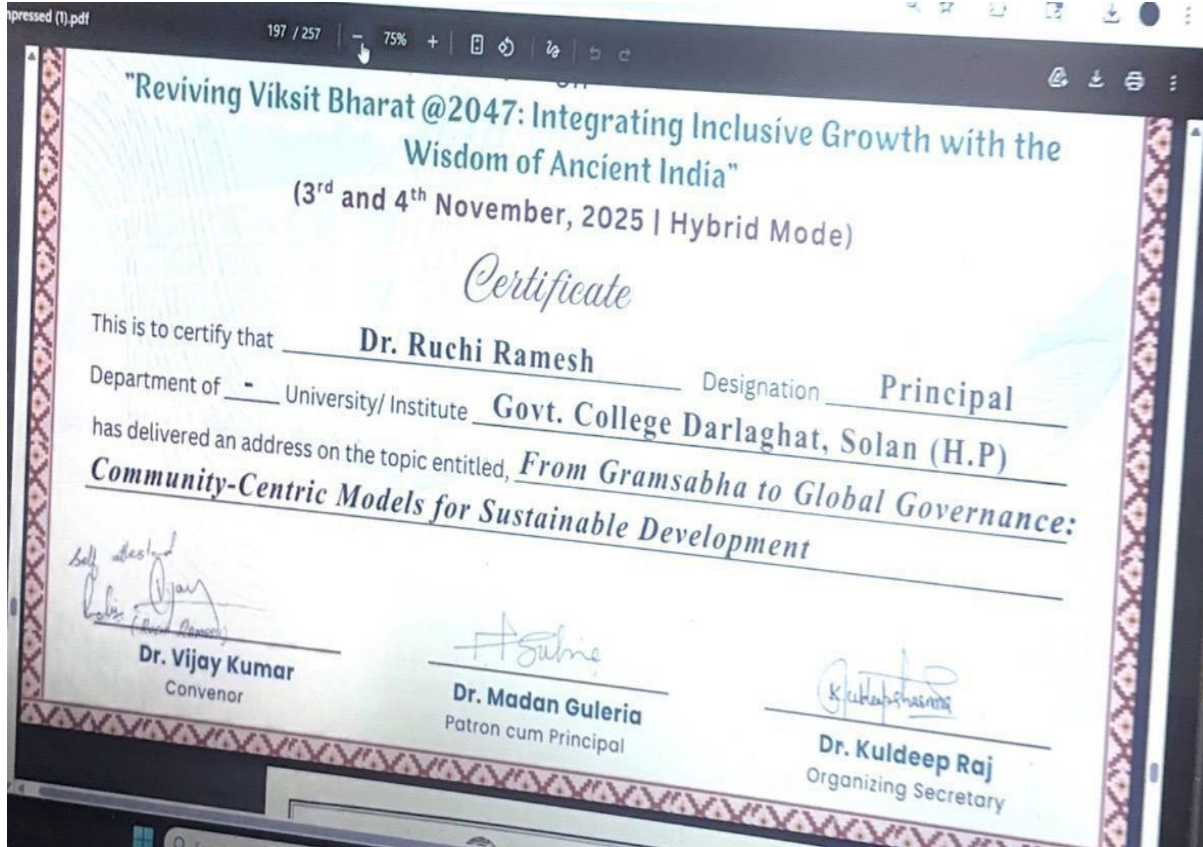 pressed (1).pdf
197 / 257
75%
"Reviving Viksit Bharat @2047: Integrating Inclusive Growth with the
Wisdom of Ancient India"
(3rd and 4th November, 2025 | Hybrid Mode)
Certificate
This is to certify that Dr. Ruchi Ramesh Designation Principal
Department of - University/ Institute Govt. College Darlaghat, Solan (H.P)
has delivered an address on the topic entitled, From Gramsabha to Global Governance:
Community-Centric Models for Sustainable Development
Self attested
Vijay
(Ruchi Ramesh)
Dr. Vijay Kumar
Convenor
Dr. Madan Guleria
Patron cum Principal
Dr. Kuldeep Raj
Organizing Secretary